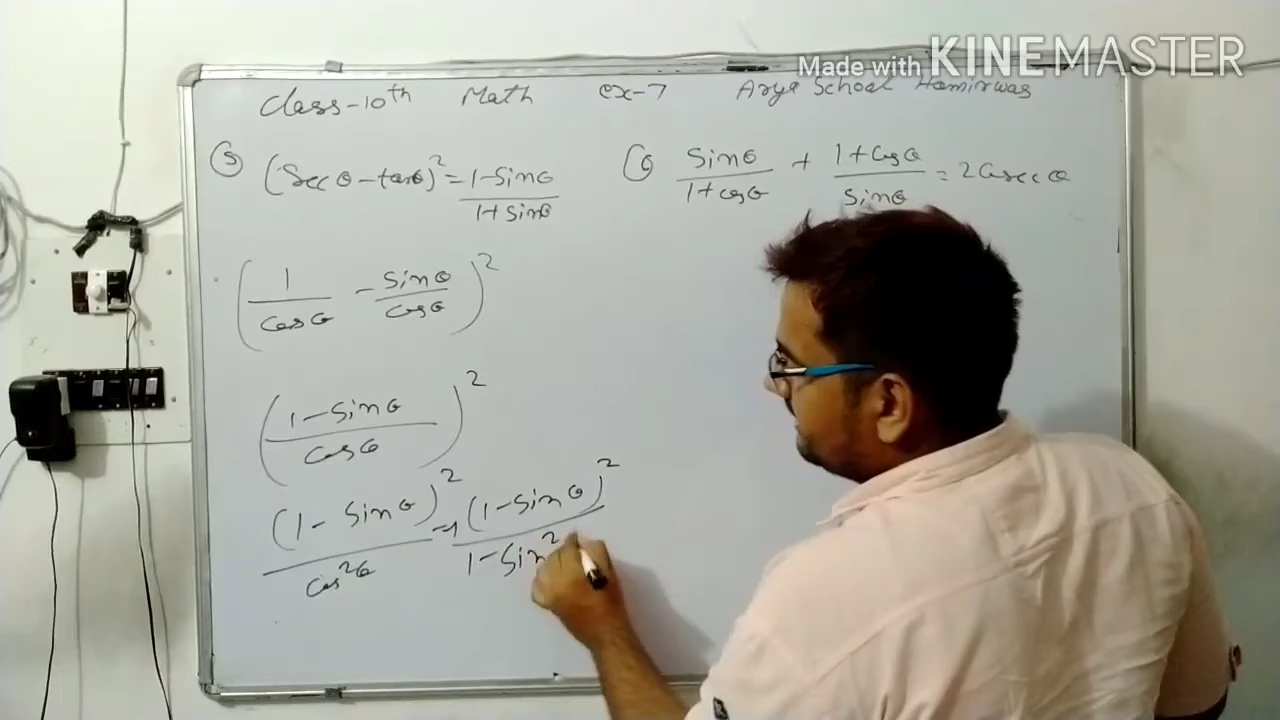 Made with KINEMASTER
Class-10th Math ex-7 Arya School Hamirwas
(5) (Secθ-tanθ)² = 1-Sinθ / 1+Sinθ
(6) Sinθ / 1+cosθ + 1+Cosθ / Sinθ = 2Cosecθ
(1 / cosθ - Sinθ / cosθ)²
(1-Sinθ / cosθ)²
(1-Sinθ)² / cos²θ → (1-Sinθ)² / 1-Sin²